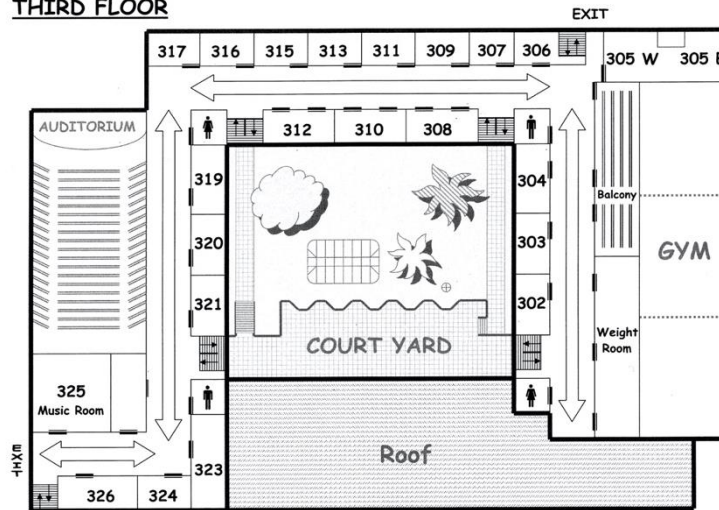 THIRD FLOOR
EXIT
317 316 315 313 311 309 307 306 305 W 305 E
AUDITORIUM
312 310 308
319 304
Balcony
320 303
GYM
321 302
COURT YARD
Weight
Room
325
Music Room
EXIT
Roof
323
326 324